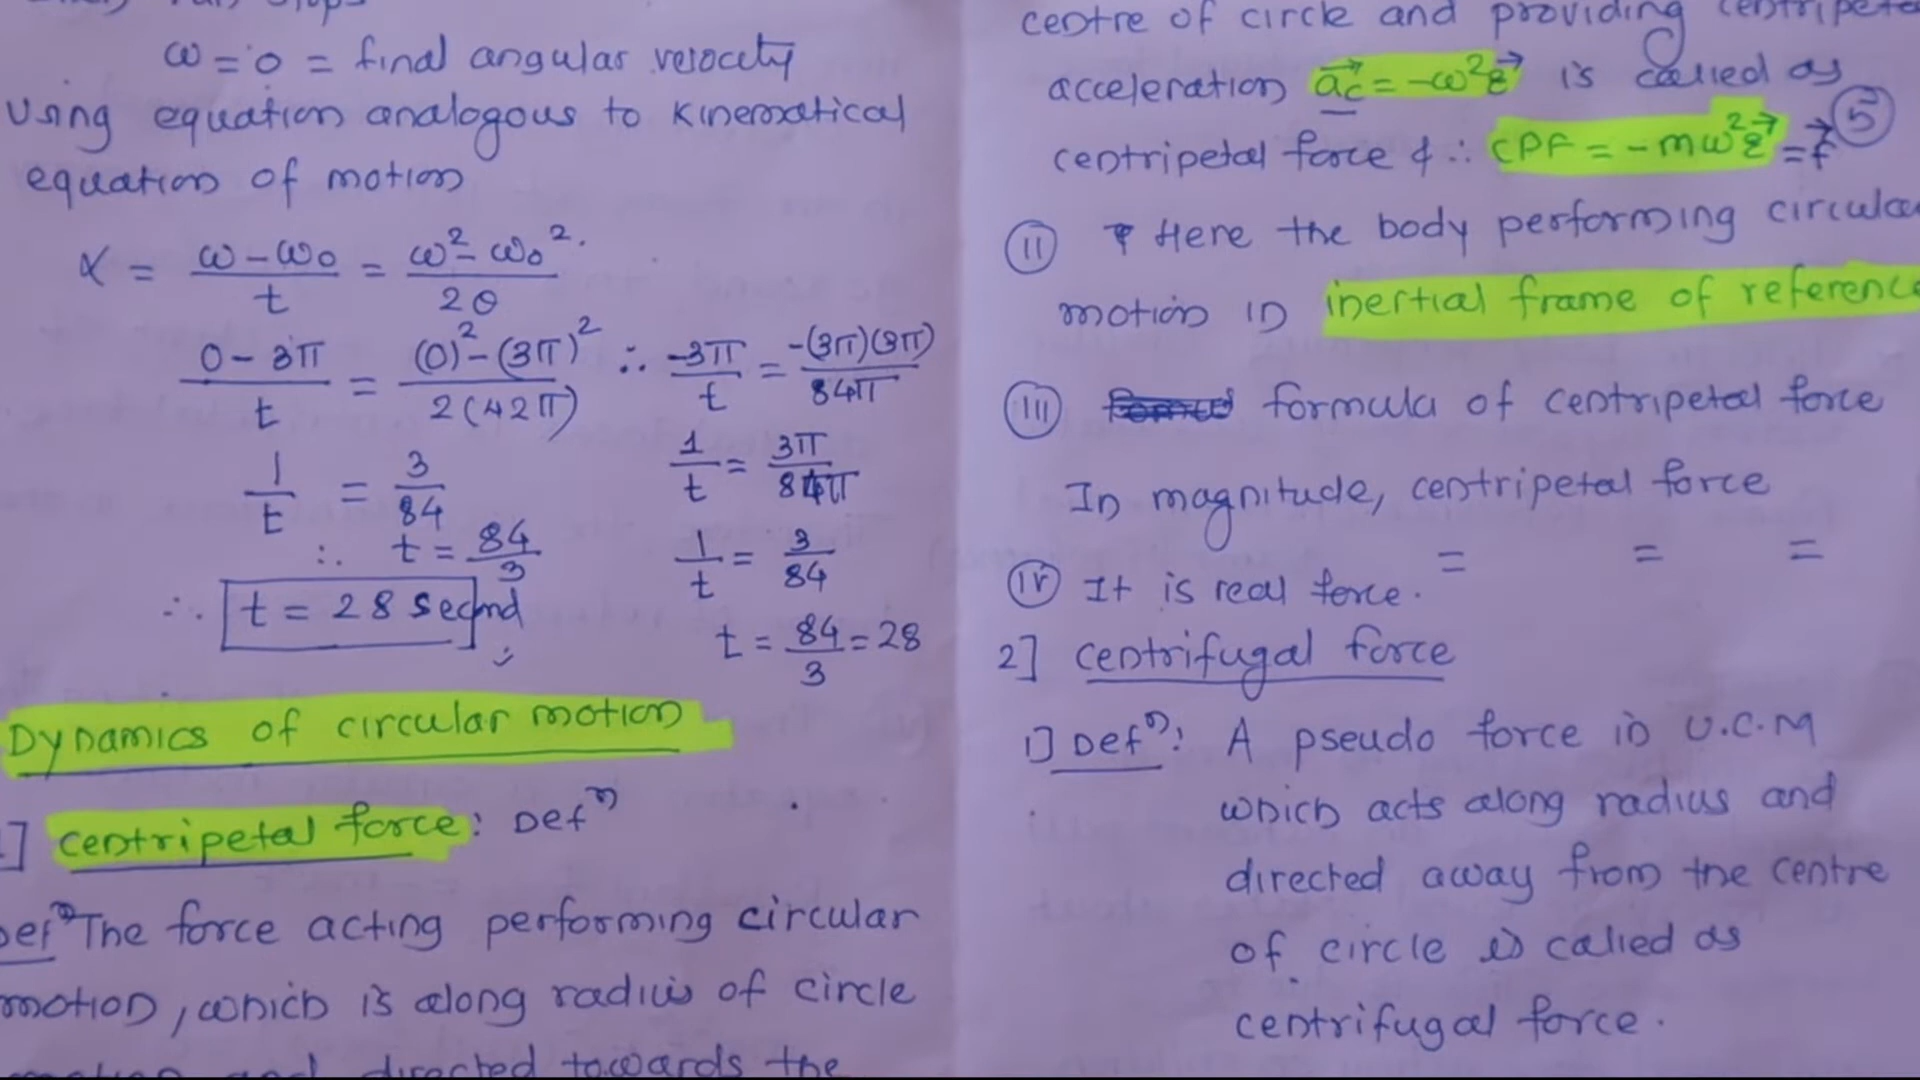 ω = 0 = final angular velocity
Using equation analogous to kinematical
equation of motion
α = ω - ω₀ / t = ω² - ω₀² / 2θ
0 - 3π / t = (0)² - (3π)² / 2(42π) ∴ -3π / t = -(3π)(3π) / 84π
1/t = 3/84
∴ t = 84/3
∴ t = 28 second
1/t = 3π / 84π
1/t = 3/84
t = 84/3 = 28
Dynamics of circular motion
] centripetal force: Defⁿ
Defⁿ The force acting performing circular
motion, which is along radius of circle
and directed towards the
centre of circle and providing centripetal
acceleration a⃗c = -ω²r⃗ is called as
centripetal force & ∴ CPF = -mω²r⃗ = f⃗
5
(II) Here the body performing circular
motion in inertial frame of reference
(III) formula of centripetal force
In magnitude, centripetal force
= = =
(IV) It is real force.
2] centrifugal force
1] Defⁿ: A pseudo force in U.C.M
which acts along radius and
directed away from the centre
of circle is called as
centrifugal force.